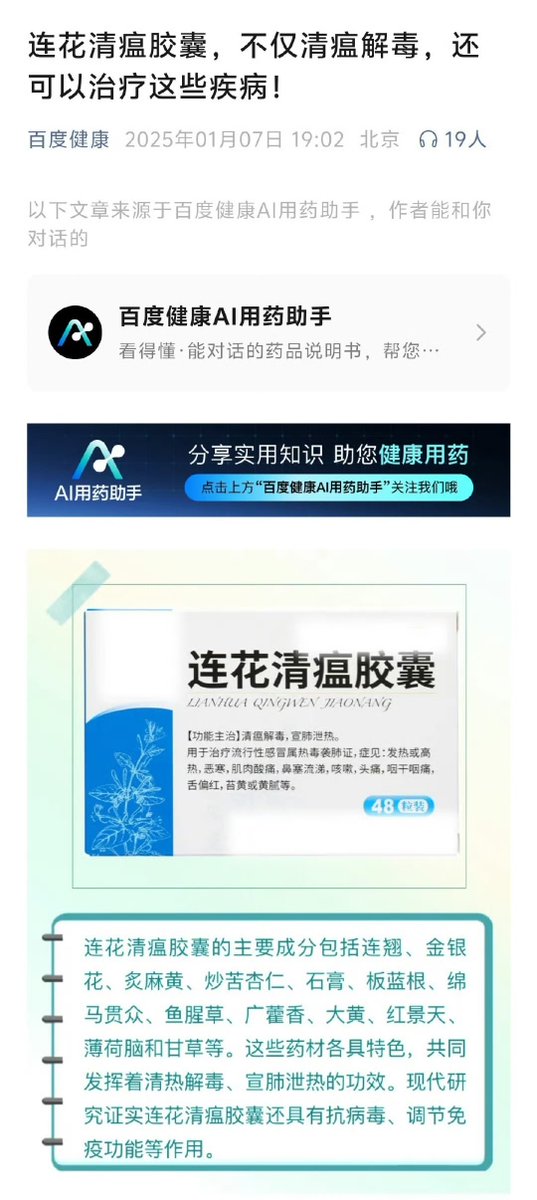 连花清瘟胶囊，不仅清瘟解毒，还
可以治疗这些疾病！
百度健康 2025年01月07日 19:02 北京 19人
以下文章来源于百度健康AI用药助手 ，作者能和你
对话的
百度健康AI用药助手
看得懂·能对话的药品说明书，帮您…
AI用药助手
分享实用知识 助您健康用药
点击上方“百度健康AI用药助手”关注我们哦
连花清瘟胶囊
LIANHUA QINGWEN JIAONANG
【功能主治】清瘟解毒，宣肺泄热。
用于治疗流行性感冒属热毒袭肺证，症见：发热或高
热，恶寒，肌肉酸痛，鼻塞流涕，咳嗽，头痛，咽干咽痛，
舌偏红，苔黄或黄腻等。
48粒装
连花清瘟胶囊的主要成分包括连翘、金银
花、炙麻黄、炒苦杏仁、石膏、板蓝根、绵
马贯众、鱼腥草、广藿香、大黄、红景天、
薄荷脑和甘草等。这些药材各具特色，共同
发挥着清热解毒、宣肺泄热的功效。现代研
究证实连花清瘟胶囊还具有抗病毒、调节免
疫功能等作用。